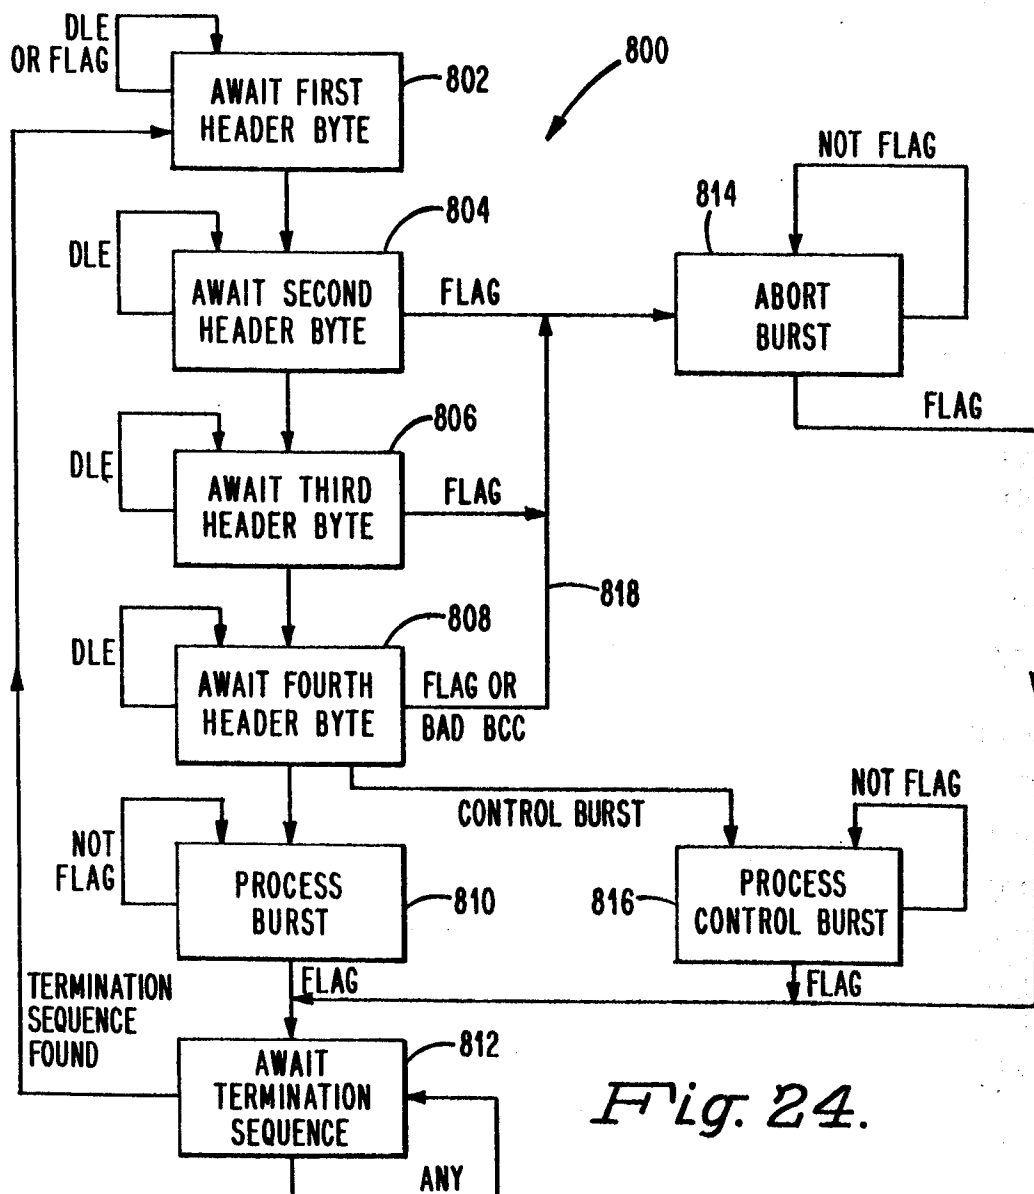 DLE
OR FLAG
AWAIT FIRST
HEADER BYTE
802
800
DLE
AWAIT SECOND
HEADER BYTE
804
FLAG
814
NOT FLAG
ABORT
BURST
FLAG
DLE
AWAIT THIRD
HEADER BYTE
806
FLAG
818
DLE
AWAIT FOURTH
HEADER BYTE
808
FLAG OR
BAD BCC
CONTROL BURST
NOT
FLAG
PROCESS
BURST
810
FLAG
816
NOT FLAG
PROCESS
CONTROL BURST
FLAG
TERMINATION
SEQUENCE
FOUND
AWAIT
TERMINATION
SEQUENCE
812
ANY
Fig. 24.